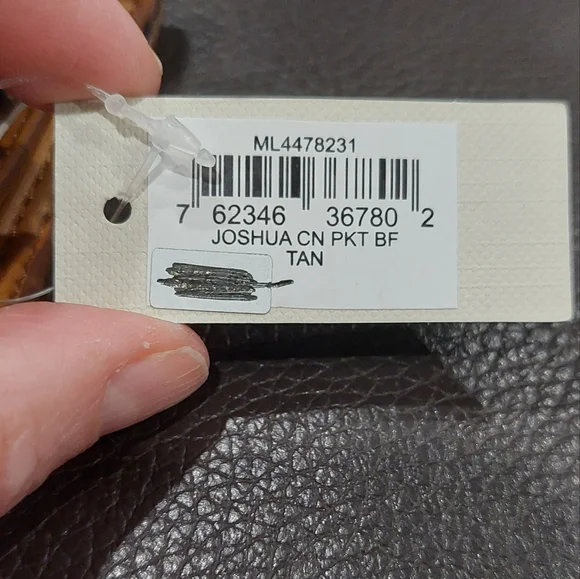 ML4478231
7 62346 36780 2
JOSHUA CN PKT BF
TAN